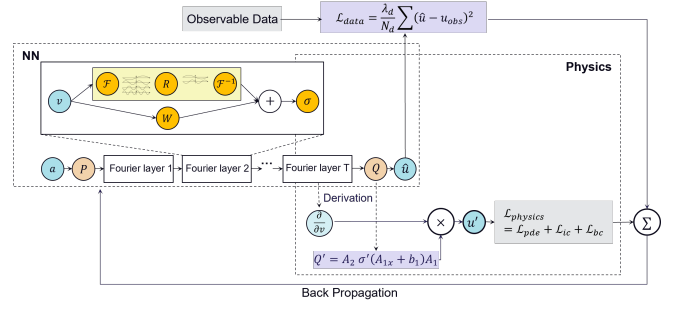 Observable Data
ℒ_data = λ_d/N_d ∑(û − u_obs)²
NN
Physics
ℱ
R
ℱ⁻¹
v
W
+
σ
a
P
Fourier layer 1
Fourier layer 2
...
Fourier layer T
Q
û
Derivation
∂/∂v
×
u'
ℒ_physics
= ℒ_pde + ℒ_ic + ℒ_bc
∑
Q' = A₂ σ'(A₁ₓ + b₁)A₁
Back Propagation